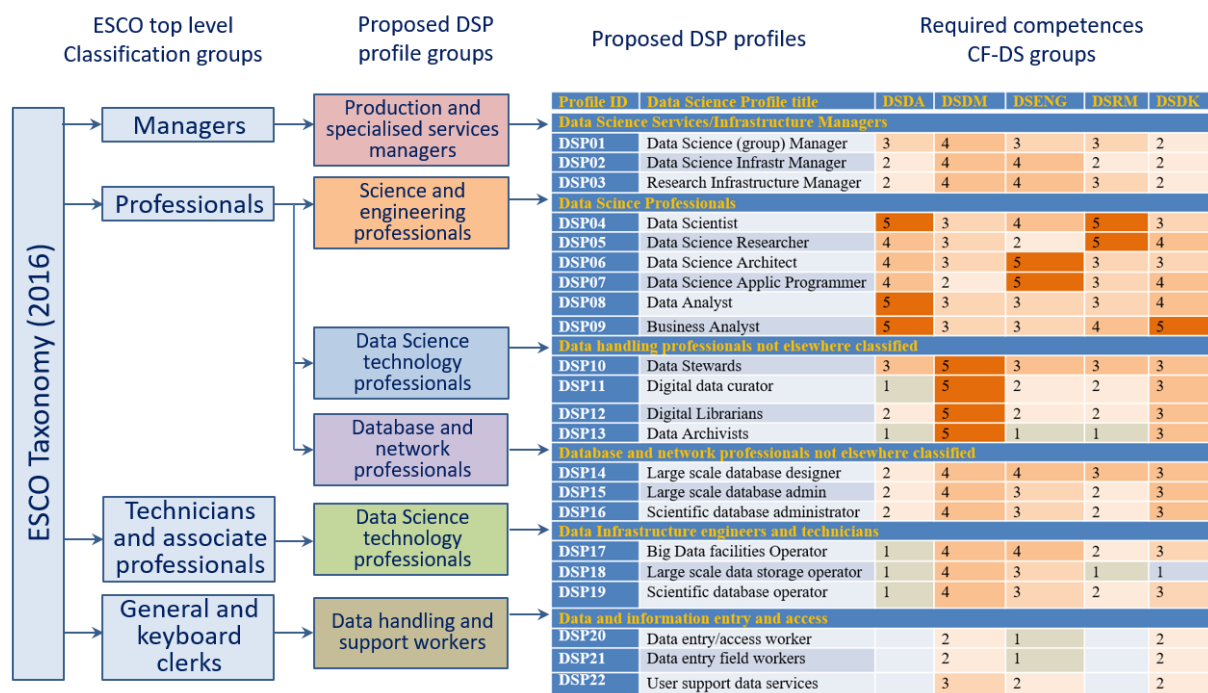 ESCO top level
Classification groups
Proposed DSP
profile groups
Proposed DSP profiles
Required competences
CF-DS groups
ESCO Taxonomy (2016)
Managers
Professionals
Technicians
and associate
professionals
General and
keyboard
clerks
Production and
specialised services
managers
Science and
engineering
professionals
Data Science
technology
professionals
Database and
network
professionals
Data Science
technology
professionals
Data handling and
support workers
Profile ID Data Science Profile title DSDA DSDM DSENG DSRM DSDK
Data Science Services/Infrastructure Managers
DSP01 Data Science (group) Manager 3 4 3 3 2
DSP02 Data Science Infrastr Manager 2 4 4 2 2
DSP03 Research Infrastructure Manager 2 4 4 3 2
Data Scince Professionals
DSP04 Data Scientist 5 3 4 5 3
DSP05 Data Science Researcher 4 3 2 5 4
DSP06 Data Science Architect 4 3 5 3 3
DSP07 Data Science Applic Programmer 4 2 5 3 4
DSP08 Data Analyst 5 3 3 3 4
DSP09 Business Analyst 5 3 3 4 5
Data handling professionals not elsewhere classified
DSP10 Data Stewards 3 5 3 3 3
DSP11 Digital data curator 1 5 2 2 3
DSP12 Digital Librarians 2 5 2 2 3
DSP13 Data Archivists 1 5 1 1 3
Database and network professionals not elsewhere classified
DSP14 Large scale database designer 2 4 4 3 3
DSP15 Large scale database admin 2 4 3 2 3
DSP16 Scientific database administrator 2 4 3 2 3
Data Infrastructure engineers and technicians
DSP17 Big Data facilities Operator 1 4 4 2 3
DSP18 Large scale data storage operator 1 4 3 1 1
DSP19 Scientific database operator 1 4 3 2 3
Data and information entry and access
DSP20 Data entry/access worker 2 1 2
DSP21 Data entry field workers 2 1 2
DSP22 User support data services 3 2 2